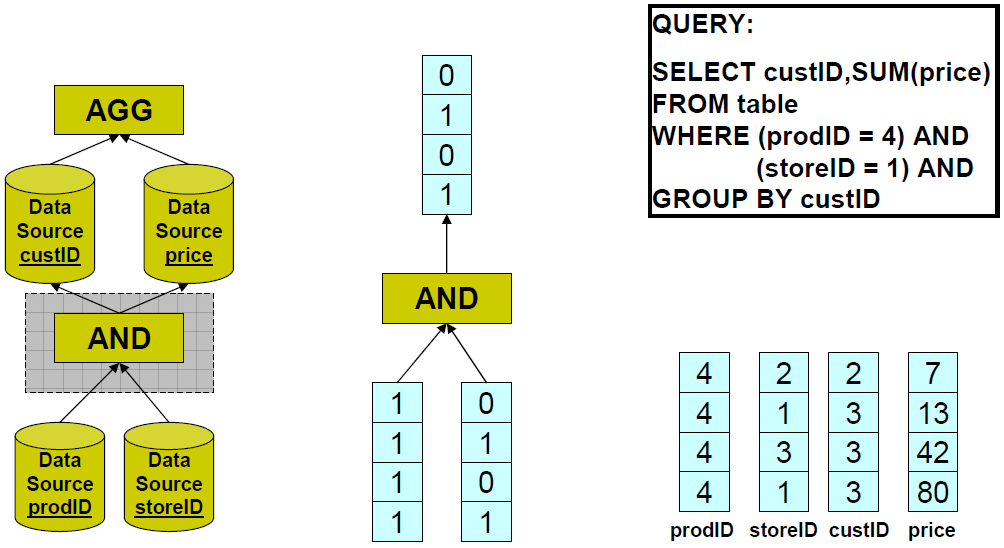 AGG
Data
Source
custID
Data
Source
price
AND
Data
Source
prodID
Data
Source
storeID
0
1
0
1
AND
1
1
1
1
0
1
0
1
QUERY:
SELECT custID,SUM(price)
FROM table
WHERE (prodID = 4) AND
(storeID = 1) AND
GROUP BY custID
4 2 2 7
4 1 3 13
4 3 3 42
4 1 3 80
prodID storeID custID price